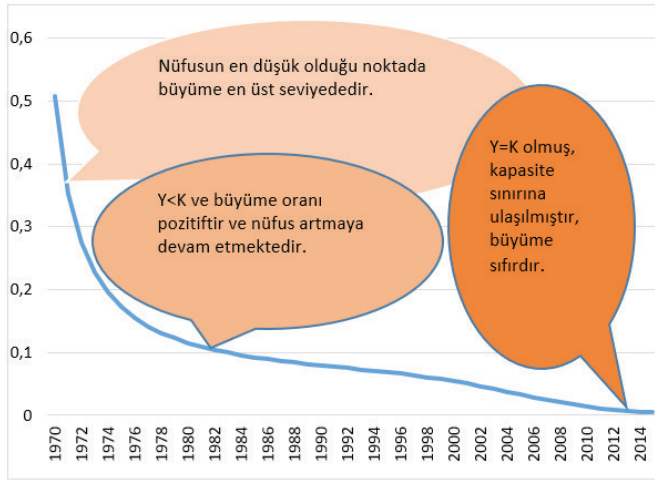 0,6
0,5
0,4
0,3
0,2
0,1
0
Nüfusun en düşük olduğu noktada
büyüme en üst seviyededir.
Y<K ve büyüme oranı
pozitiftir ve nüfus artmaya
devam etmektedir.
Y=K olmuş,
kapasite
sınırına
ulaşılmıştır,
büyüme
sıfırdır.
1970
1972
1974
1976
1978
1980
1982
1984
1986
1988
1990
1992
1994
1996
1998
2000
2002
2004
2006
2008
2010
2012
2014